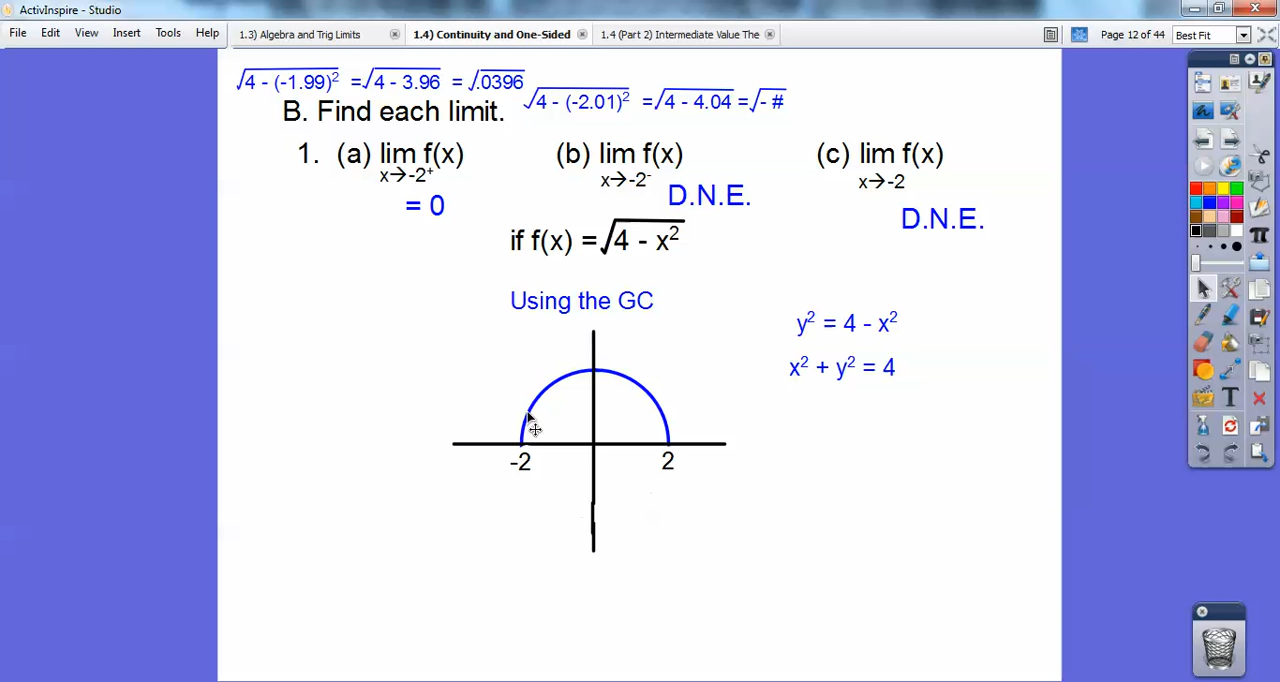 ActivInspire - Studio
File Edit View Insert Tools Help
1.3) Algebra and Trig Limits
1.4) Continuity and One-Sided
1.4 (Part 2) Intermediate Value The
Page 12 of 44
Best Fit
√4 - (-1.99)² = √4 - 3.96 = √.0396
√4 - (-2.01)² = √4 - 4.04 = √- #
B. Find each limit.
1. (a) lim f(x) (b) lim f(x) (c) lim f(x)
x→-2⁺ x→-2⁻ x→-2
= 0 D.N.E. D.N.E.
if f(x) = √4 - x²
Using the GC
y² = 4 - x²
x² + y² = 4
-2 2